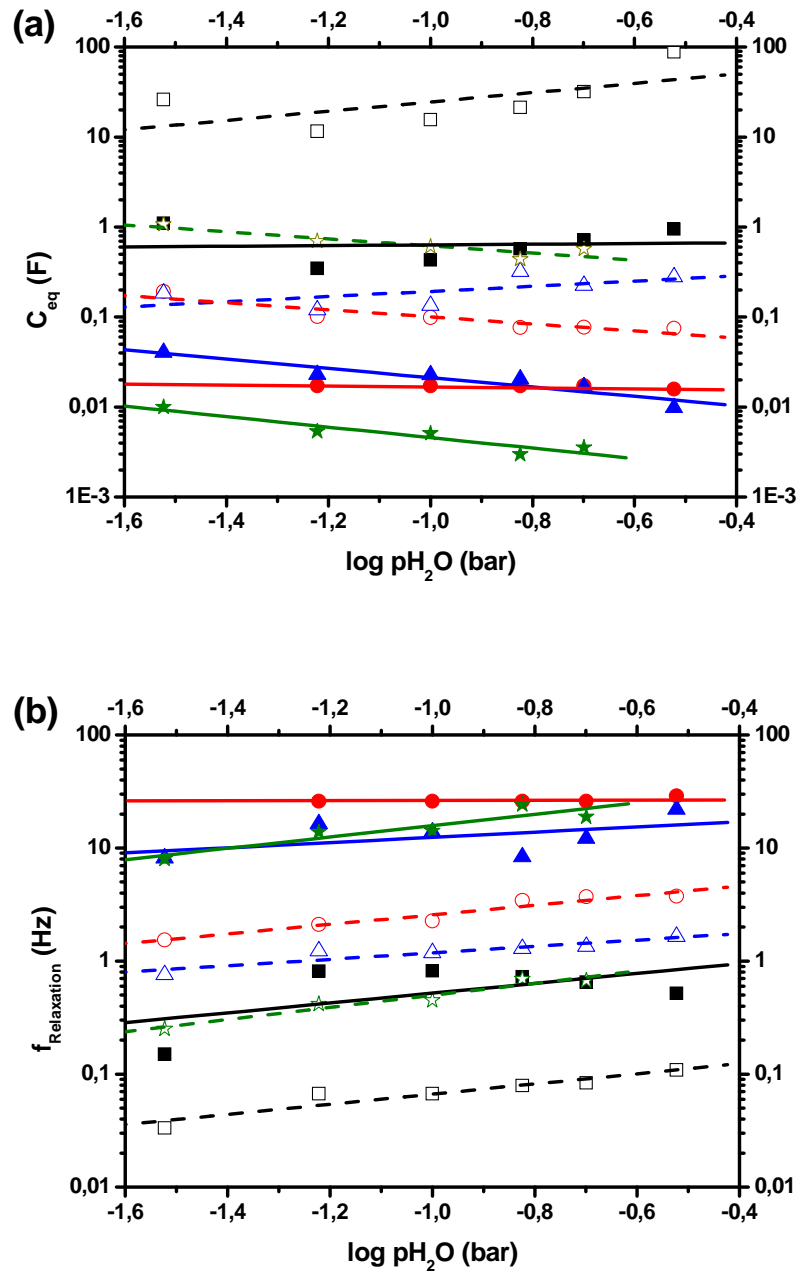 (a)
-1,6 -1,4 -1,2 -1,0 -0,8 -0,6 -0,4
100 100
10 10
1 1
0,1 0,1
0,01 0,01
1E-3 1E-3
C_eq (F)
-1,6 -1,4 -1,2 -1,0 -0,8 -0,6 -0,4
log pH₂O (bar)
(b)
-1,6 -1,4 -1,2 -1,0 -0,8 -0,6 -0,4
100 100
10 10
1 1
0,1 0,1
0,01 0,01
f_Relaxation (Hz)
-1,6 -1,4 -1,2 -1,0 -0,8 -0,6 -0,4
log pH₂O (bar)